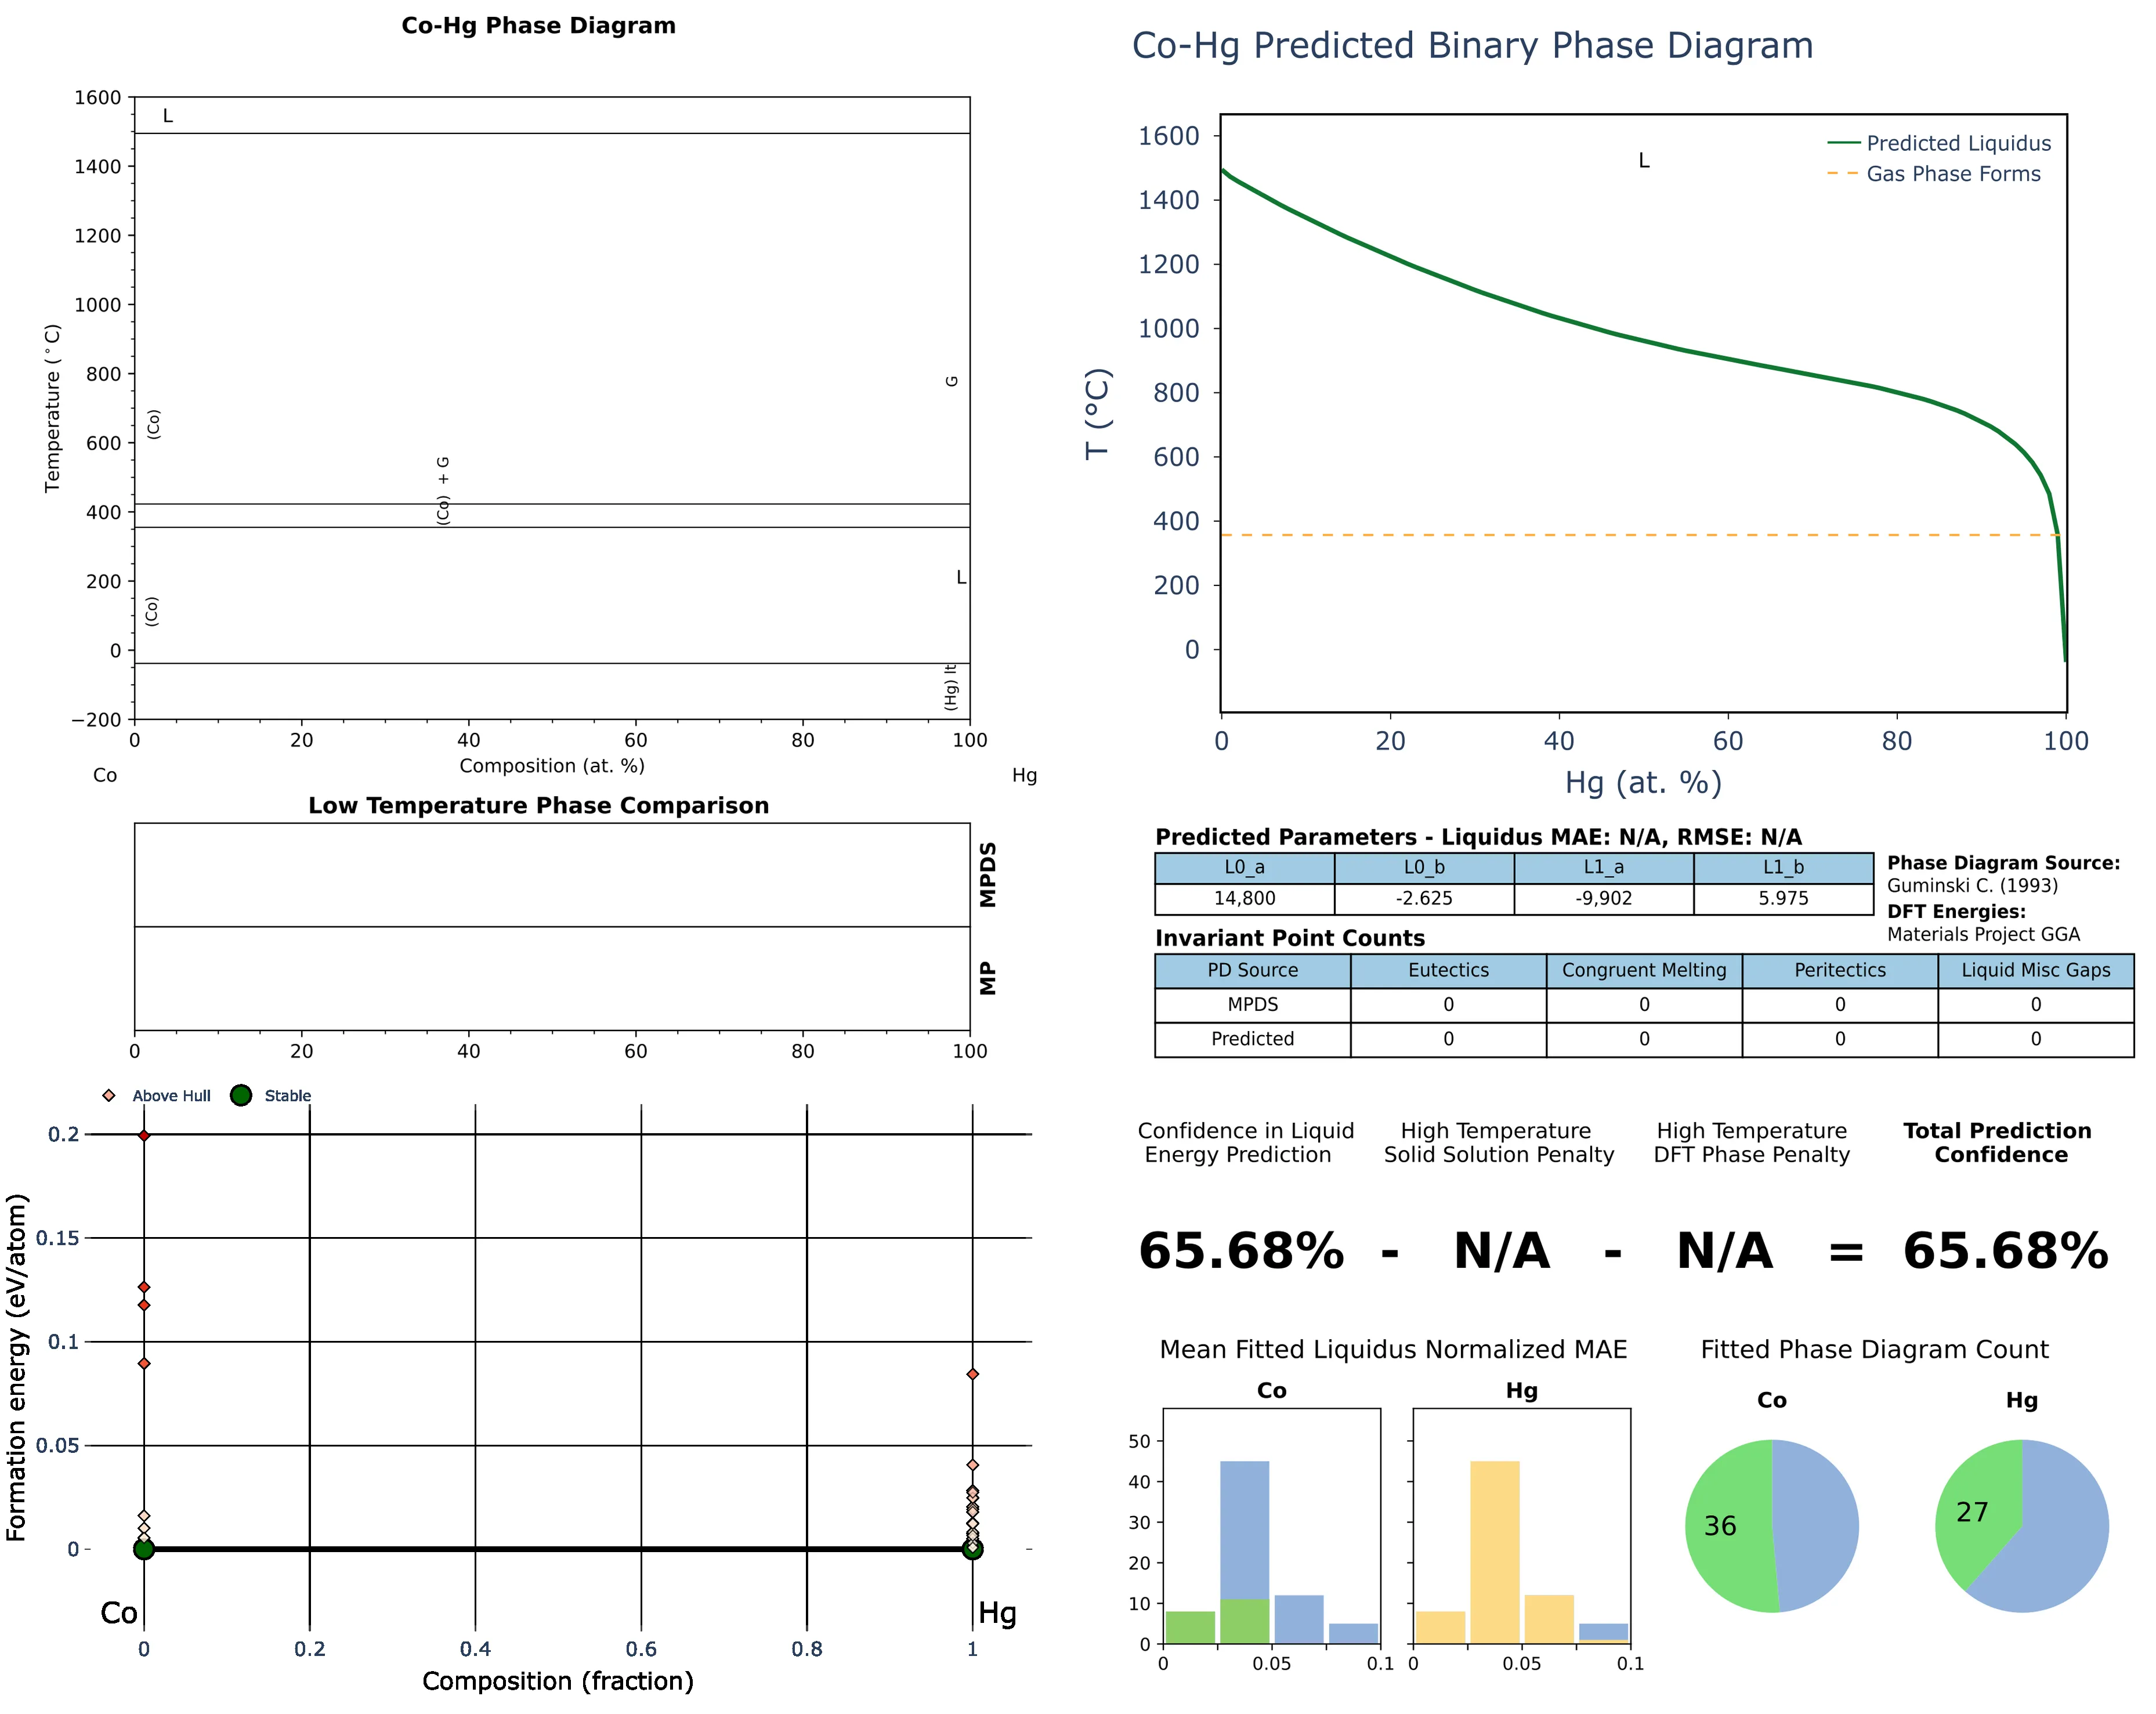 Co-Hg Phase Diagram
1600
1400
1200
1000
800
600
400
200
0
−200
Temperature (°C)
L
(Co)
(Co) + G
G
(Co)
L
(Hg) lt
0 20 40 60 80 100
Composition (at. %)
Co Hg
Low Temperature Phase Comparison
MPDS
MP
0 20 40 60 80 100
Above Hull Stable
0.2
0.15
0.1
0.05
0
Formation energy (eV/atom)
Co Hg
0 0.2 0.4 0.6 0.8 1
Composition (fraction)
Co-Hg Predicted Binary Phase Diagram
1600
1400
1200
1000
800
600
400
200
0
T (°C)
L
Predicted Liquidus
Gas Phase Forms
0 20 40 60 80 100
Hg (at. %)
Predicted Parameters - Liquidus MAE: N/A, RMSE: N/A
L0_a L0_b L1_a L1_b
14,800 -2.625 -9,902 5.975
Phase Diagram Source:
Guminski C. (1993)
DFT Energies:
Materials Project GGA
Invariant Point Counts
PD Source Eutectics Congruent Melting Peritectics Liquid Misc Gaps
MPDS 0 0 0 0
Predicted 0 0 0 0
Confidence in Liquid Energy Prediction
High Temperature Solid Solution Penalty
High Temperature DFT Phase Penalty
Total Prediction Confidence
65.68% - N/A - N/A = 65.68%
Mean Fitted Liquidus Normalized MAE
Co Hg
50
40
30
20
10
0
0 0.05 0.1 0 0.05 0.1
Fitted Phase Diagram Count
Co Hg
36 27